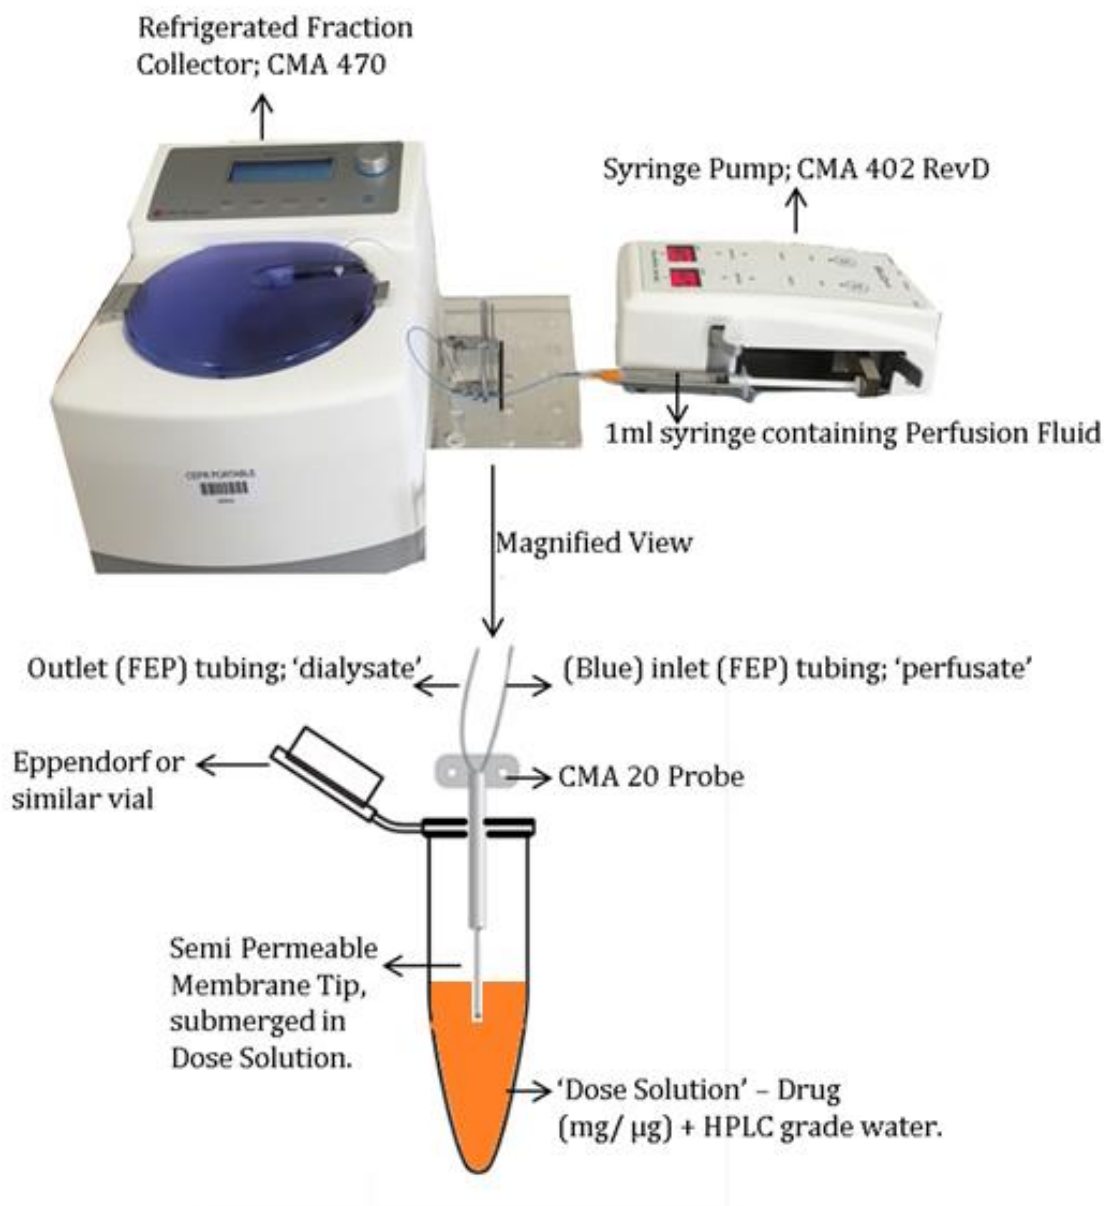 Refrigerated Fraction
Collector; CMA 470
Syringe Pump; CMA 402 RevD
1ml syringe containing Perfusion Fluid
CEPR PORTABLE
Magnified View
Outlet (FEP) tubing; ‘dialysate’
(Blue) inlet (FEP) tubing; ‘perfusate’
Eppendorf or
similar vial
CMA 20 Probe
Semi Permeable
Membrane Tip,
submerged in
Dose Solution.
‘Dose Solution’ – Drug
(mg/ µg) + HPLC grade water.